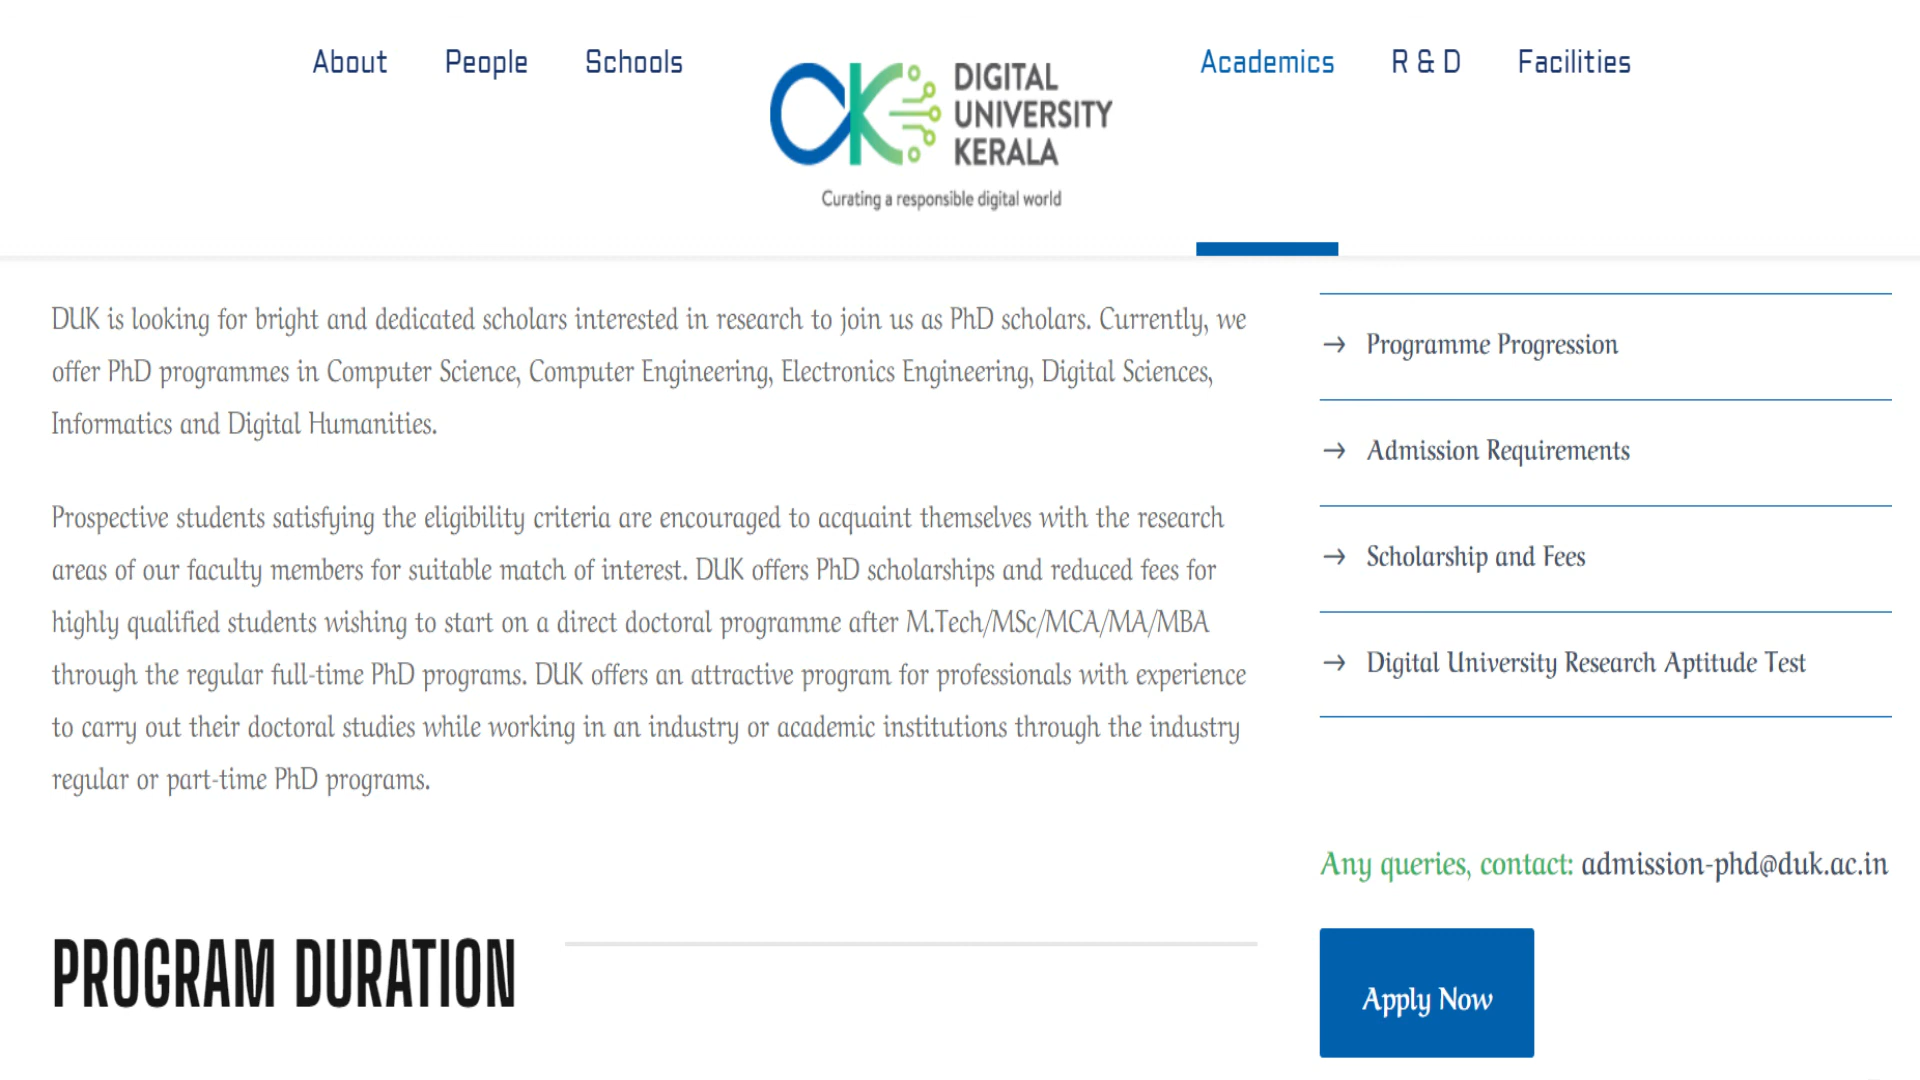 About People Schools
DIGITAL
UNIVERSITY
KERALA
Curating a responsible digital world
Academics R & D Facilities
DUK is looking for bright and dedicated scholars interested in research to join us as PhD scholars. Currently, we
offer PhD programmes in Computer Science, Computer Engineering, Electronics Engineering, Digital Sciences,
Informatics and Digital Humanities.
Prospective students satisfying the eligibility criteria are encouraged to acquaint themselves with the research
areas of our faculty members for suitable match of interest. DUK offers PhD scholarships and reduced fees for
highly qualified students wishing to start on a direct doctoral programme after M.Tech/MSc/MCA/MA/MBA
through the regular full-time PhD programs. DUK offers an attractive program for professionals with experience
to carry out their doctoral studies while working in an industry or academic institutions through the industry
regular or part-time PhD programs.
PROGRAM DURATION
→ Programme Progression
→ Admission Requirements
→ Scholarship and Fees
→ Digital University Research Aptitude Test
Any queries, contact: admission-phd@duk.ac.in
Apply Now